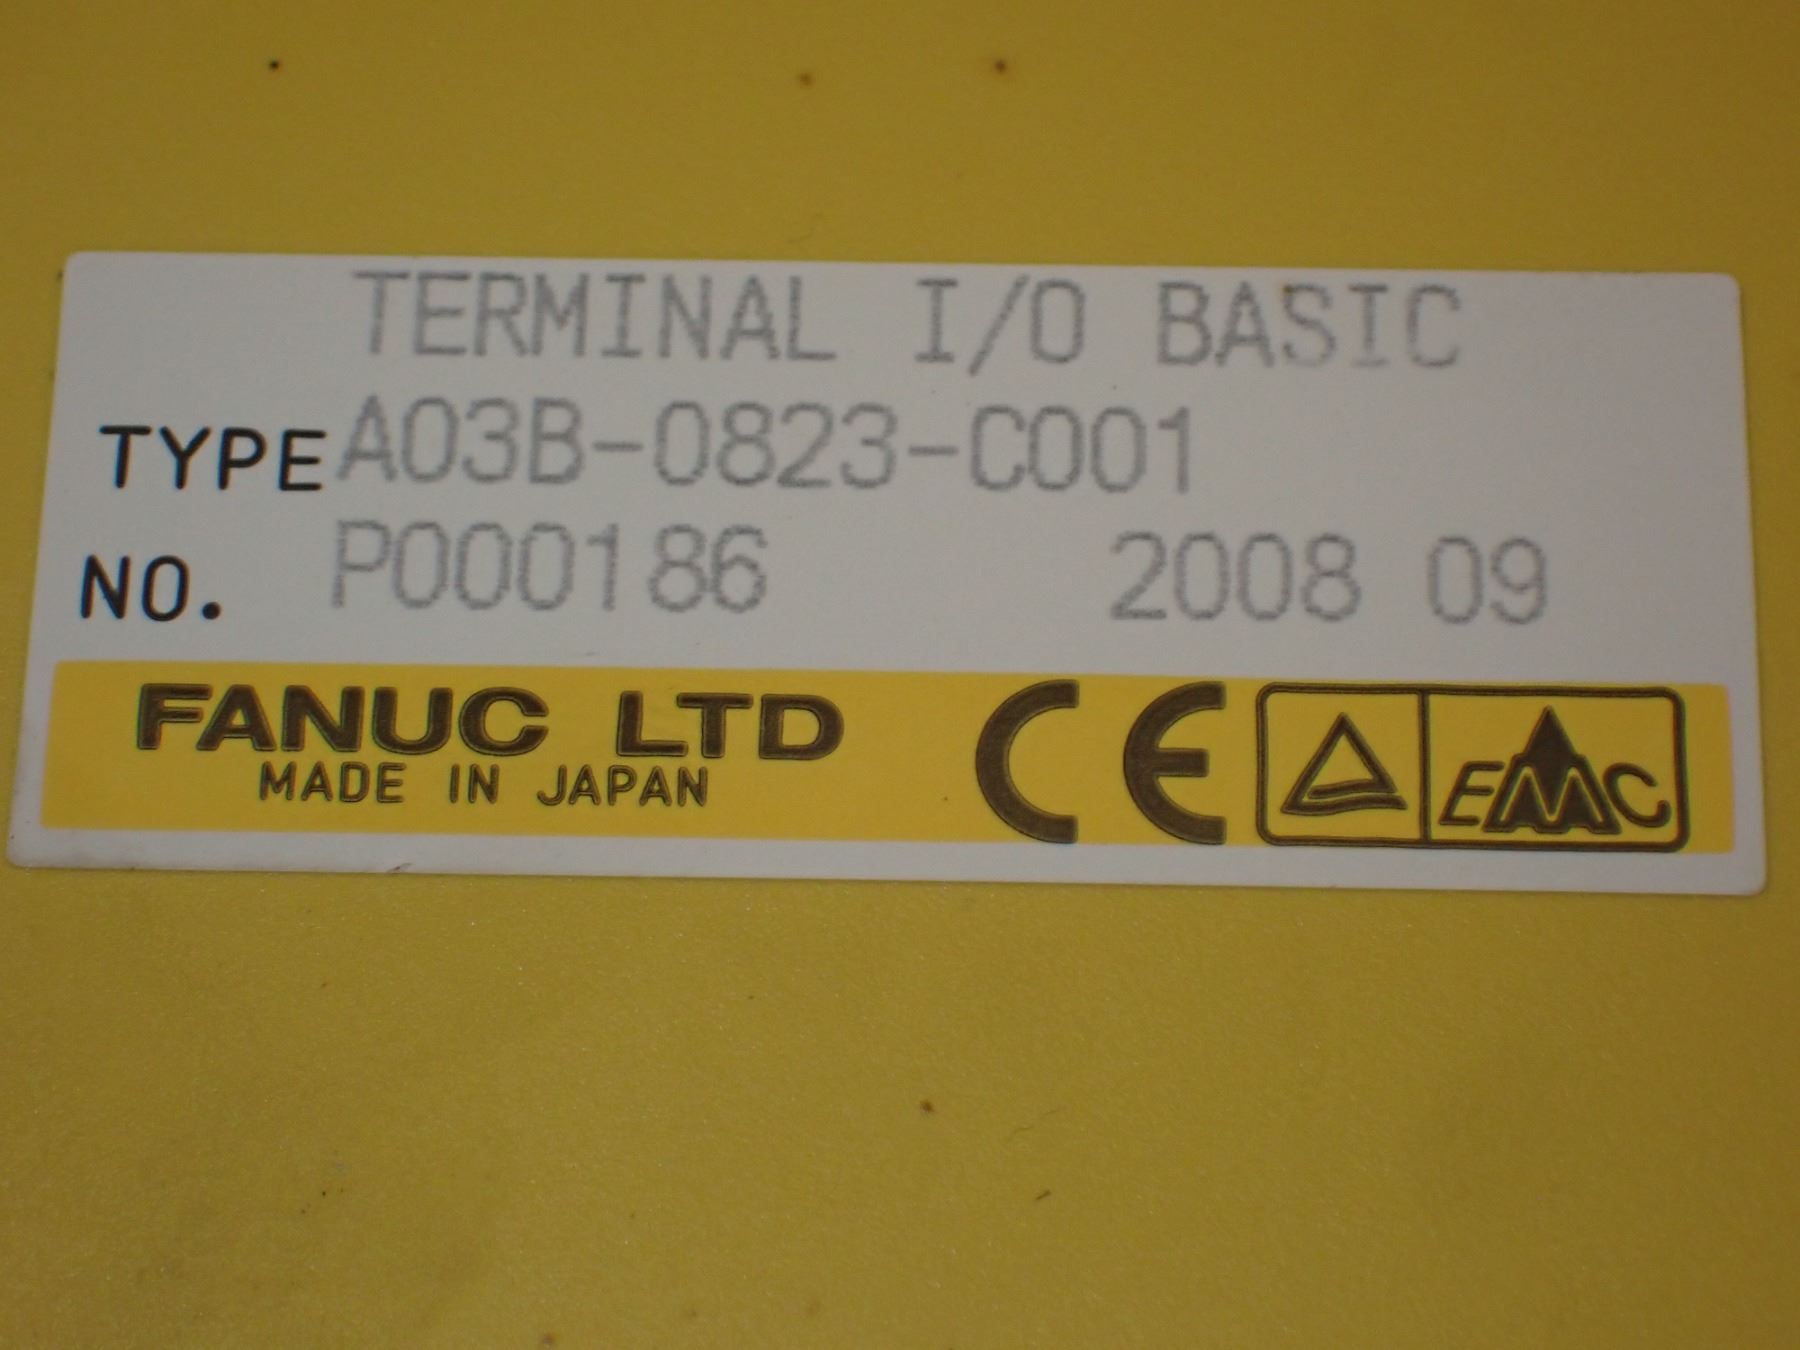 TERMINAL I/O BASIC
TYPE A03B-0823-C001
NO. P000186 2008 09
FANUC LTD CE EMC
MADE IN JAPAN